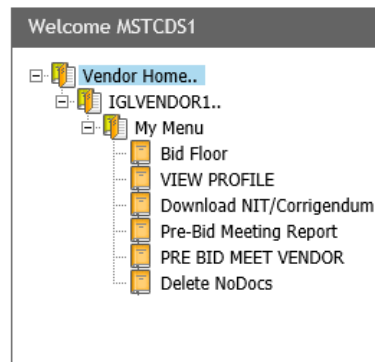 Welcome MSTCDS1
Vendor Home..
IGLVENDOR1..
My Menu
Bid Floor
VIEW PROFILE
Download NIT/Corrigendum
Pre-Bid Meeting Report
PRE BID MEET VENDOR
Delete NoDocs